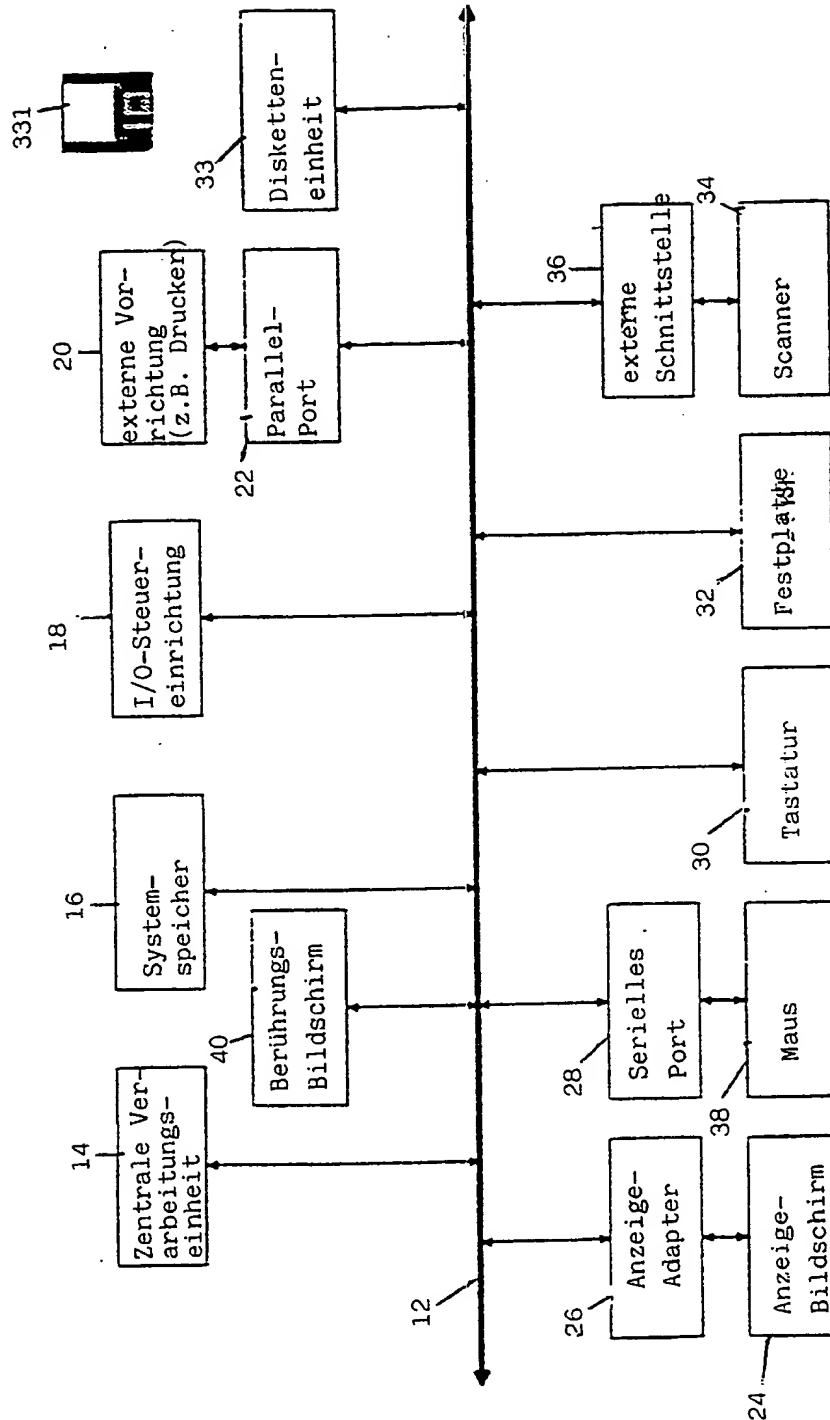 14
Zentrale Ver-
arbeitungs-
einheit
16
System-
speicher
18
I/O-Steuer-
einrichtung
20
externe Vor-
richtung
(z.B. Drucker)
331
40
Berührungs-
Bildschirm
22
Parallel-
Port
33
Disketten-
einheit
12
26
Anzeige-
Adapter
28
Serielles
Port
36
externe
Schnittstelle
24
Anzeige-
Bildschirm
38
Maus
30
Tastatur
32
Festplatte
34
Scanner